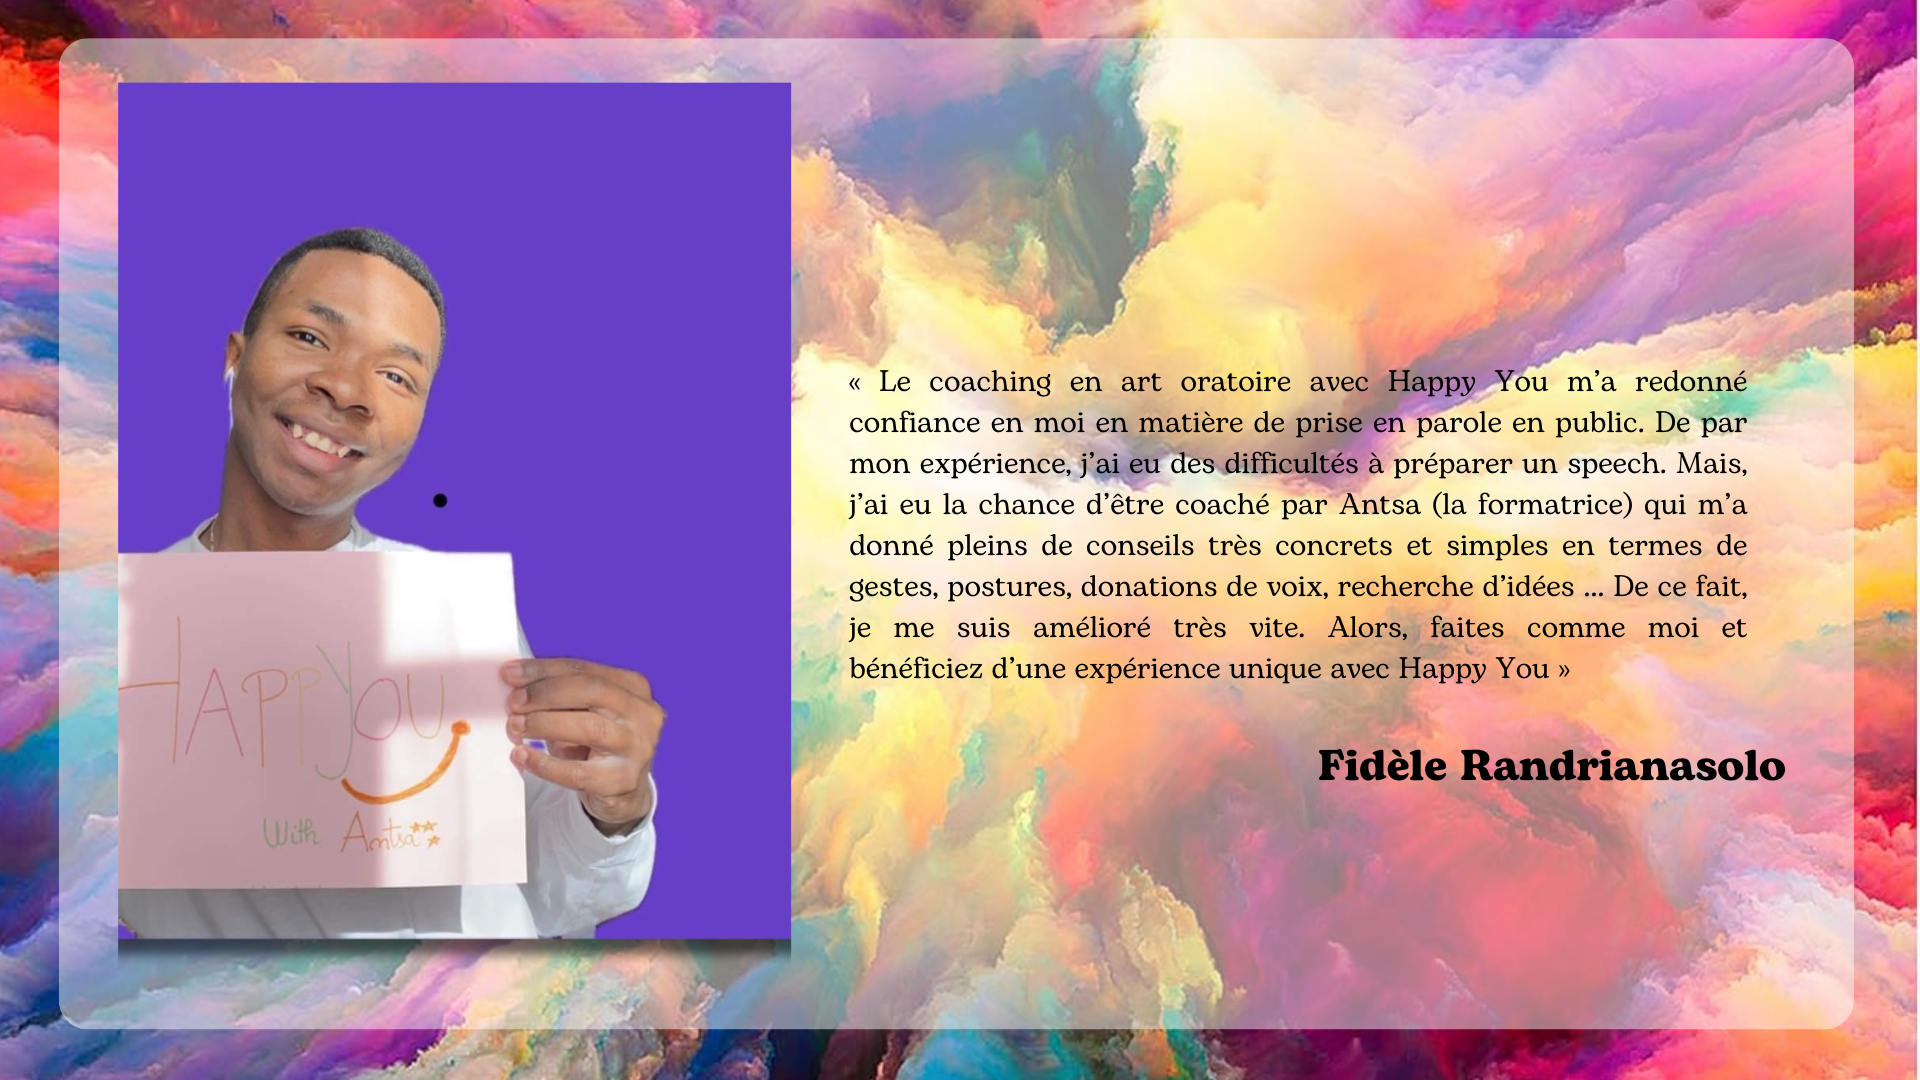 HAPPYOU
With Antsa
« Le coaching en art oratoire avec Happy You m’a redonné
confiance en moi en matière de prise en parole en public. De par
mon expérience, j’ai eu des difficultés à préparer un speech. Mais,
j’ai eu la chance d’être coaché par Antsa (la formatrice) qui m’a
donné pleins de conseils très concrets et simples en termes de
gestes, postures, donations de voix, recherche d’idées ... De ce fait,
je me suis amélioré très vite. Alors, faites comme moi et
bénéficiez d’une expérience unique avec Happy You »
Fidèle Randrianasolo